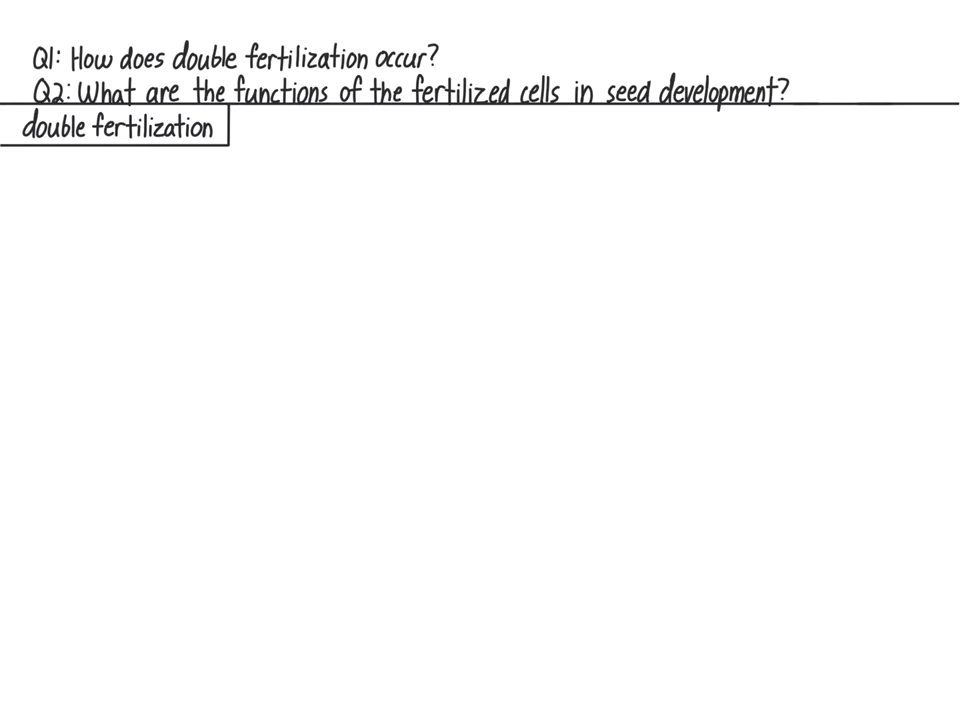 Q1: How does double fertilization occur?
Q2: What are the functions of the fertilized cells in seed development?
double fertilization